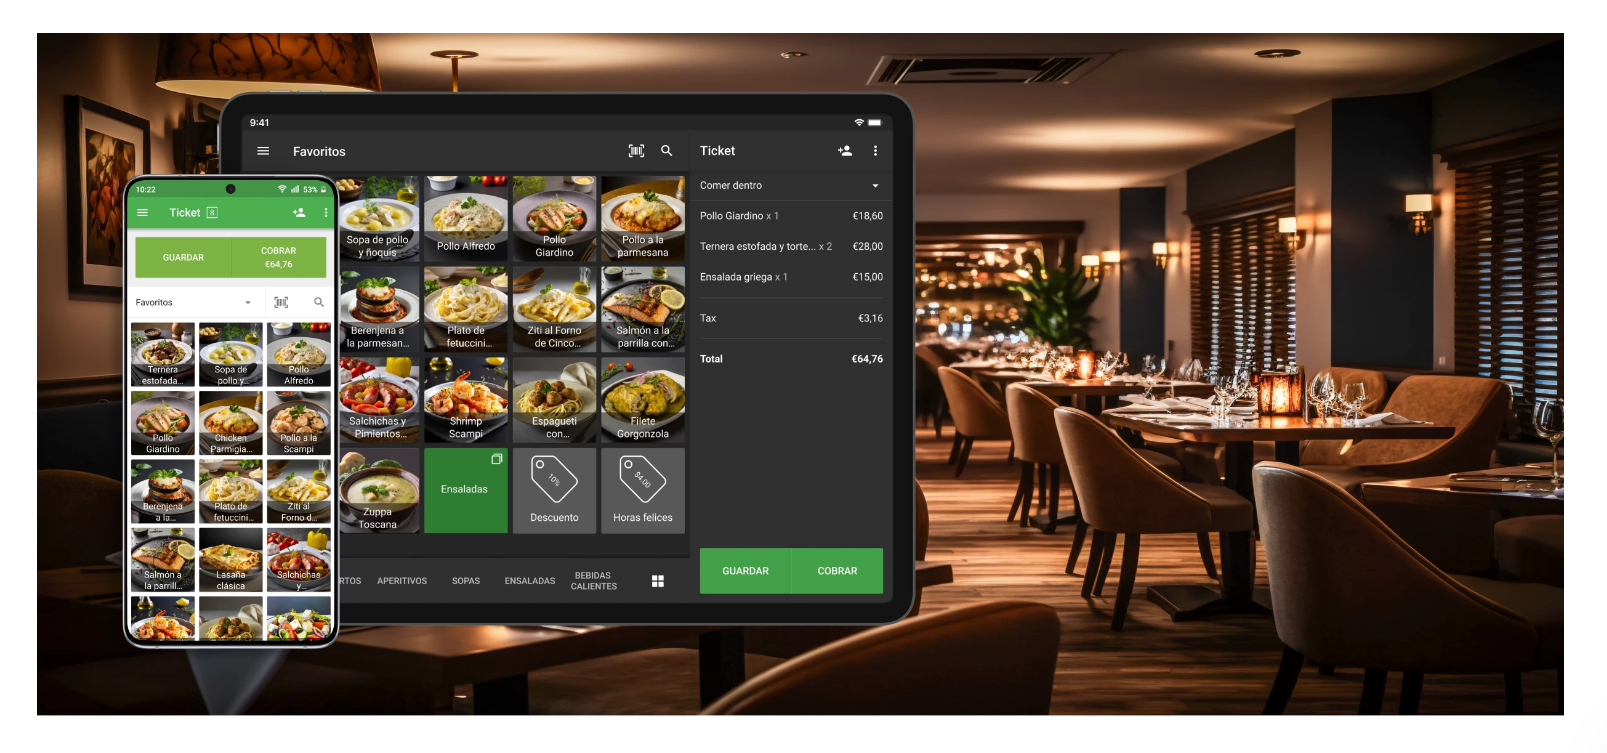 9:41
Favoritos
Ticket
Comer dentro
Pollo Giardino x 1 €18,60
Ternera estofada y torte... x 2 €28,00
Ensalada griega x 1 €15,00
Tax €3,16
Total €64,76
GUARDAR COBRAR
Sopa de pollo
y ñoquis
Pollo Alfredo
Pollo
Giardino
Pollo a la
parmesana
Berenjena a
la parmesan...
Plato de
fetuccini...
Ziti al Forno
de Cinco...
Salmón a la
parrilla con...
Salchichas y
Pimientos...
Shrimp
Scampi
Espagueti
con...
Filete
Gorgonzola
Zuppa
Toscana
Ensaladas
10%
Descuento
$4.00
Horas felices
RTOS
APERITIVOS
SOPAS
ENSALADAS
BEBIDAS
CALIENTES
10:22
53%
Ticket 8
GUARDAR
COBRAR
€64,76
Favoritos
Ternera
estofada...
Sopa de
pollo y...
Pollo
Alfredo
Pollo
Giardino
Chicken
Parmigia...
Pollo a la
Scampi
Berenjena
a la...
Plato de
fetuccini...
Ziti al
Forno d...
Salmón a
la parrill...
Lasaña
clásica
Salchichas
y...